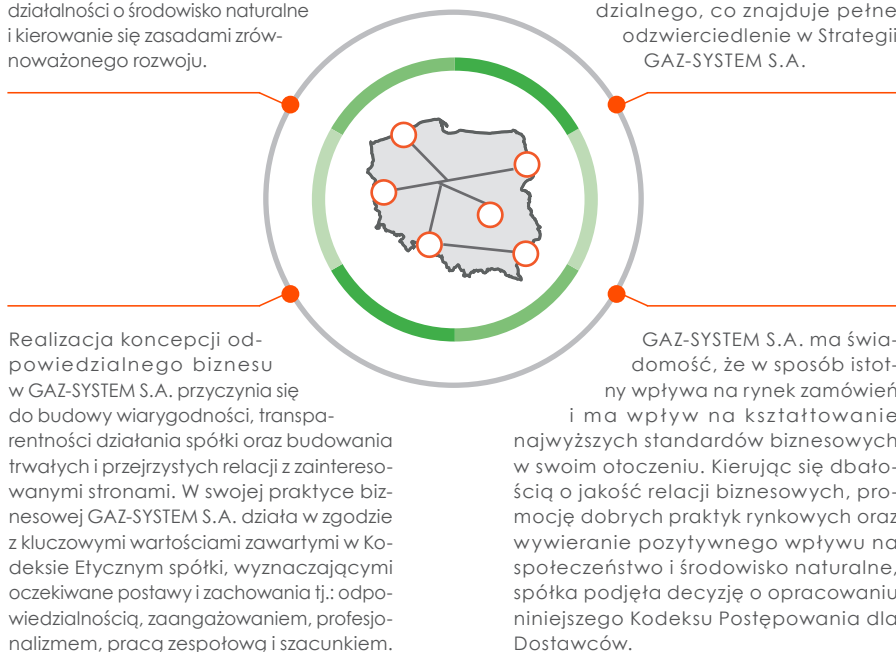 działalności o środowisko naturalne
i kierowanie się zasadami zrów-
noważonego rozwoju.
dzialnego, co znajduje pełne
odzwierciedlenie w Strategii
GAZ-SYSTEM S.A.
Realizacja koncepcji od-
powiedzialnego biznesu
w GAZ-SYSTEM S.A. przyczynia się
do budowy wiarygodności, transpa-
rentności działania spółki oraz budowania
trwałych i przejrzystych relacji z zaintereso-
wanymi stronami. W swojej praktyce biz-
nesowej GAZ-SYSTEM S.A. działa w zgodzie
z kluczowymi wartościami zawartymi w Ko-
deksie Etycznym spółki, wyznaczającymi
oczekiwane postawy i zachowania tj.: odpo-
wiedzialnością, zaangażowaniem, profesjo-
nalizmem, pracą zespołową i szacunkiem.
GAZ-SYSTEM S.A. ma świa-
domość, że w sposób istot-
ny wpływa na rynek zamówień
i ma wpływ na kształtowanie
najwyższych standardów biznesowych
w swoim otoczeniu. Kierując się dbało-
ścią o jakość relacji biznesowych, pro-
mocję dobrych praktyk rynkowych oraz
wywieranie pozytywnego wpływu na
społeczeństwo i środowisko naturalne,
spółka podjęła decyzję o opracowaniu
niniejszego Kodeksu Postępowania dla
Dostawców.